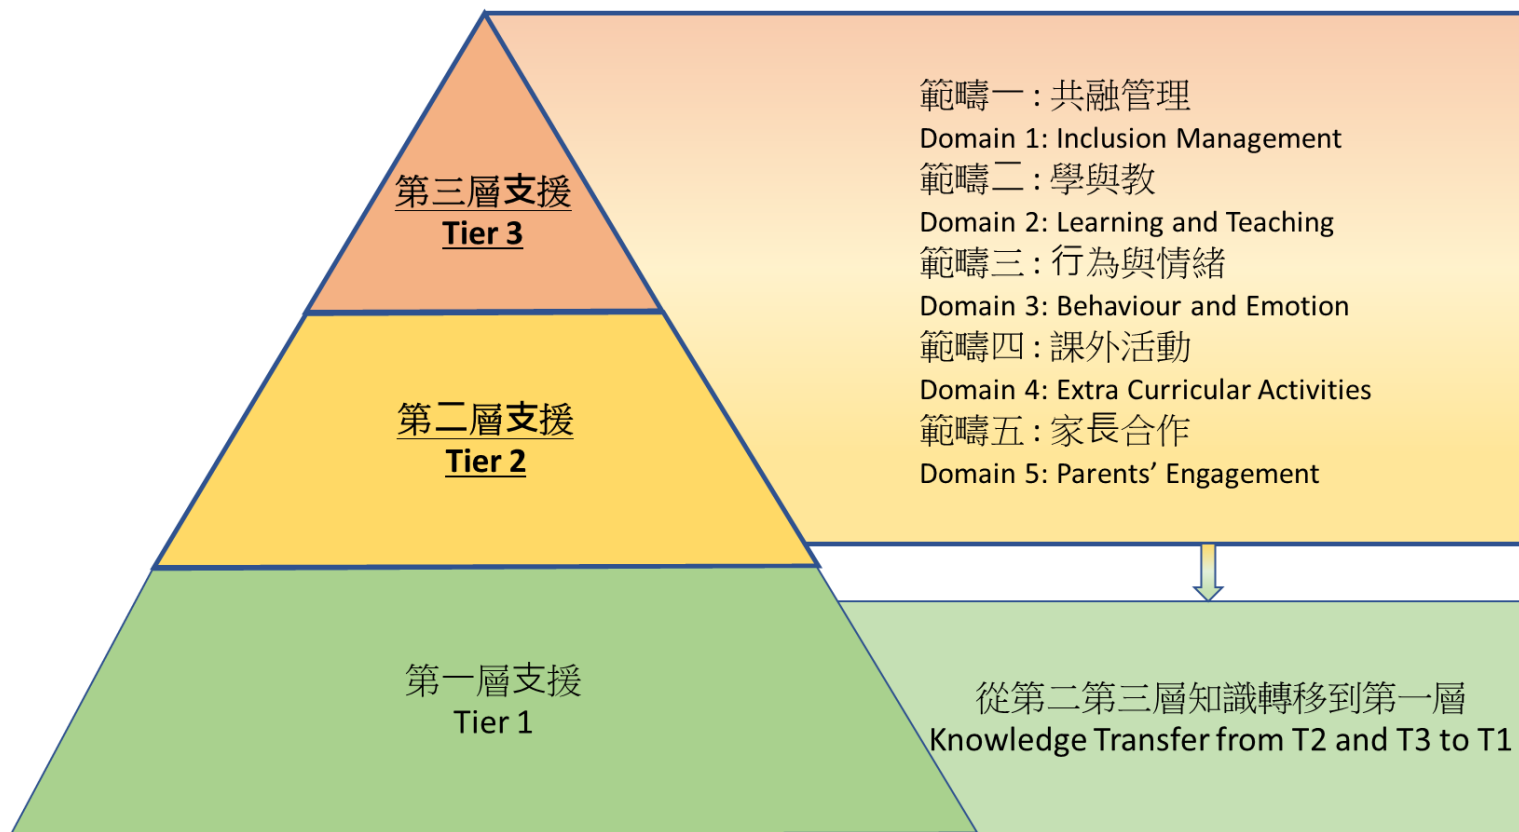 第三層支援
Tier 3
第二層支援
Tier 2
第一層支援
Tier 1
範疇一 : 共融管理
Domain 1: Inclusion Management
範疇二 : 學與教
Domain 2: Learning and Teaching
範疇三 : 行為與情緒
Domain 3: Behaviour and Emotion
範疇四 : 課外活動
Domain 4: Extra Curricular Activities
範疇五 : 家長合作
Domain 5: Parents’ Engagement
從第二第三層知識轉移到第一層
Knowledge Transfer from T2 and T3 to T1